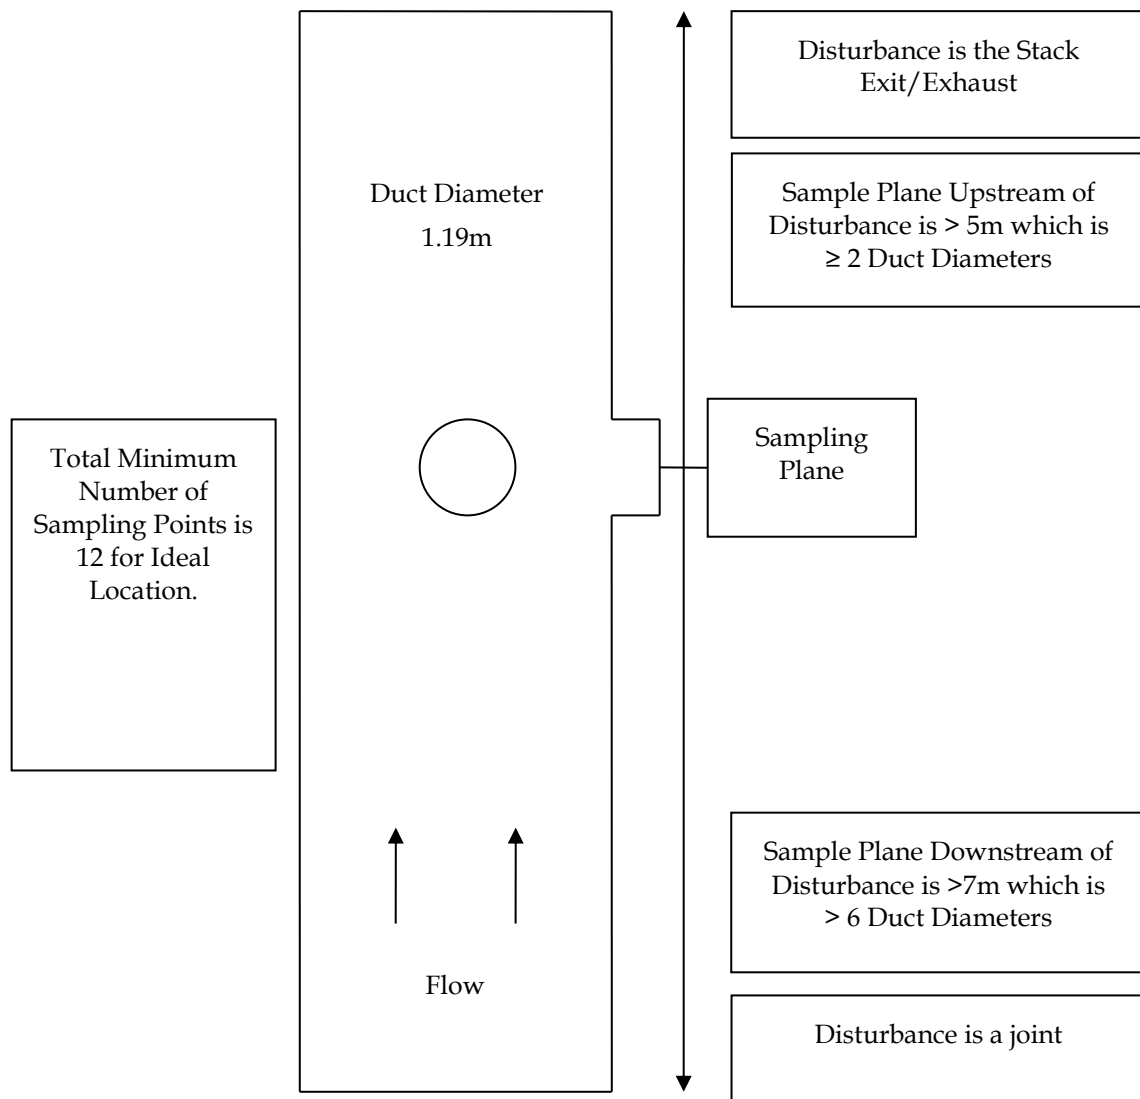 Disturbance is the Stack
Exit/Exhaust
Duct Diameter
1.19m
Sample Plane Upstream of
Disturbance is > 5m which is
≥ 2 Duct Diameters
Total Minimum
Number of
Sampling Points is
12 for Ideal
Location.
Sampling
Plane
Sample Plane Downstream of
Disturbance is >7m which is
> 6 Duct Diameters
Flow
Disturbance is a joint